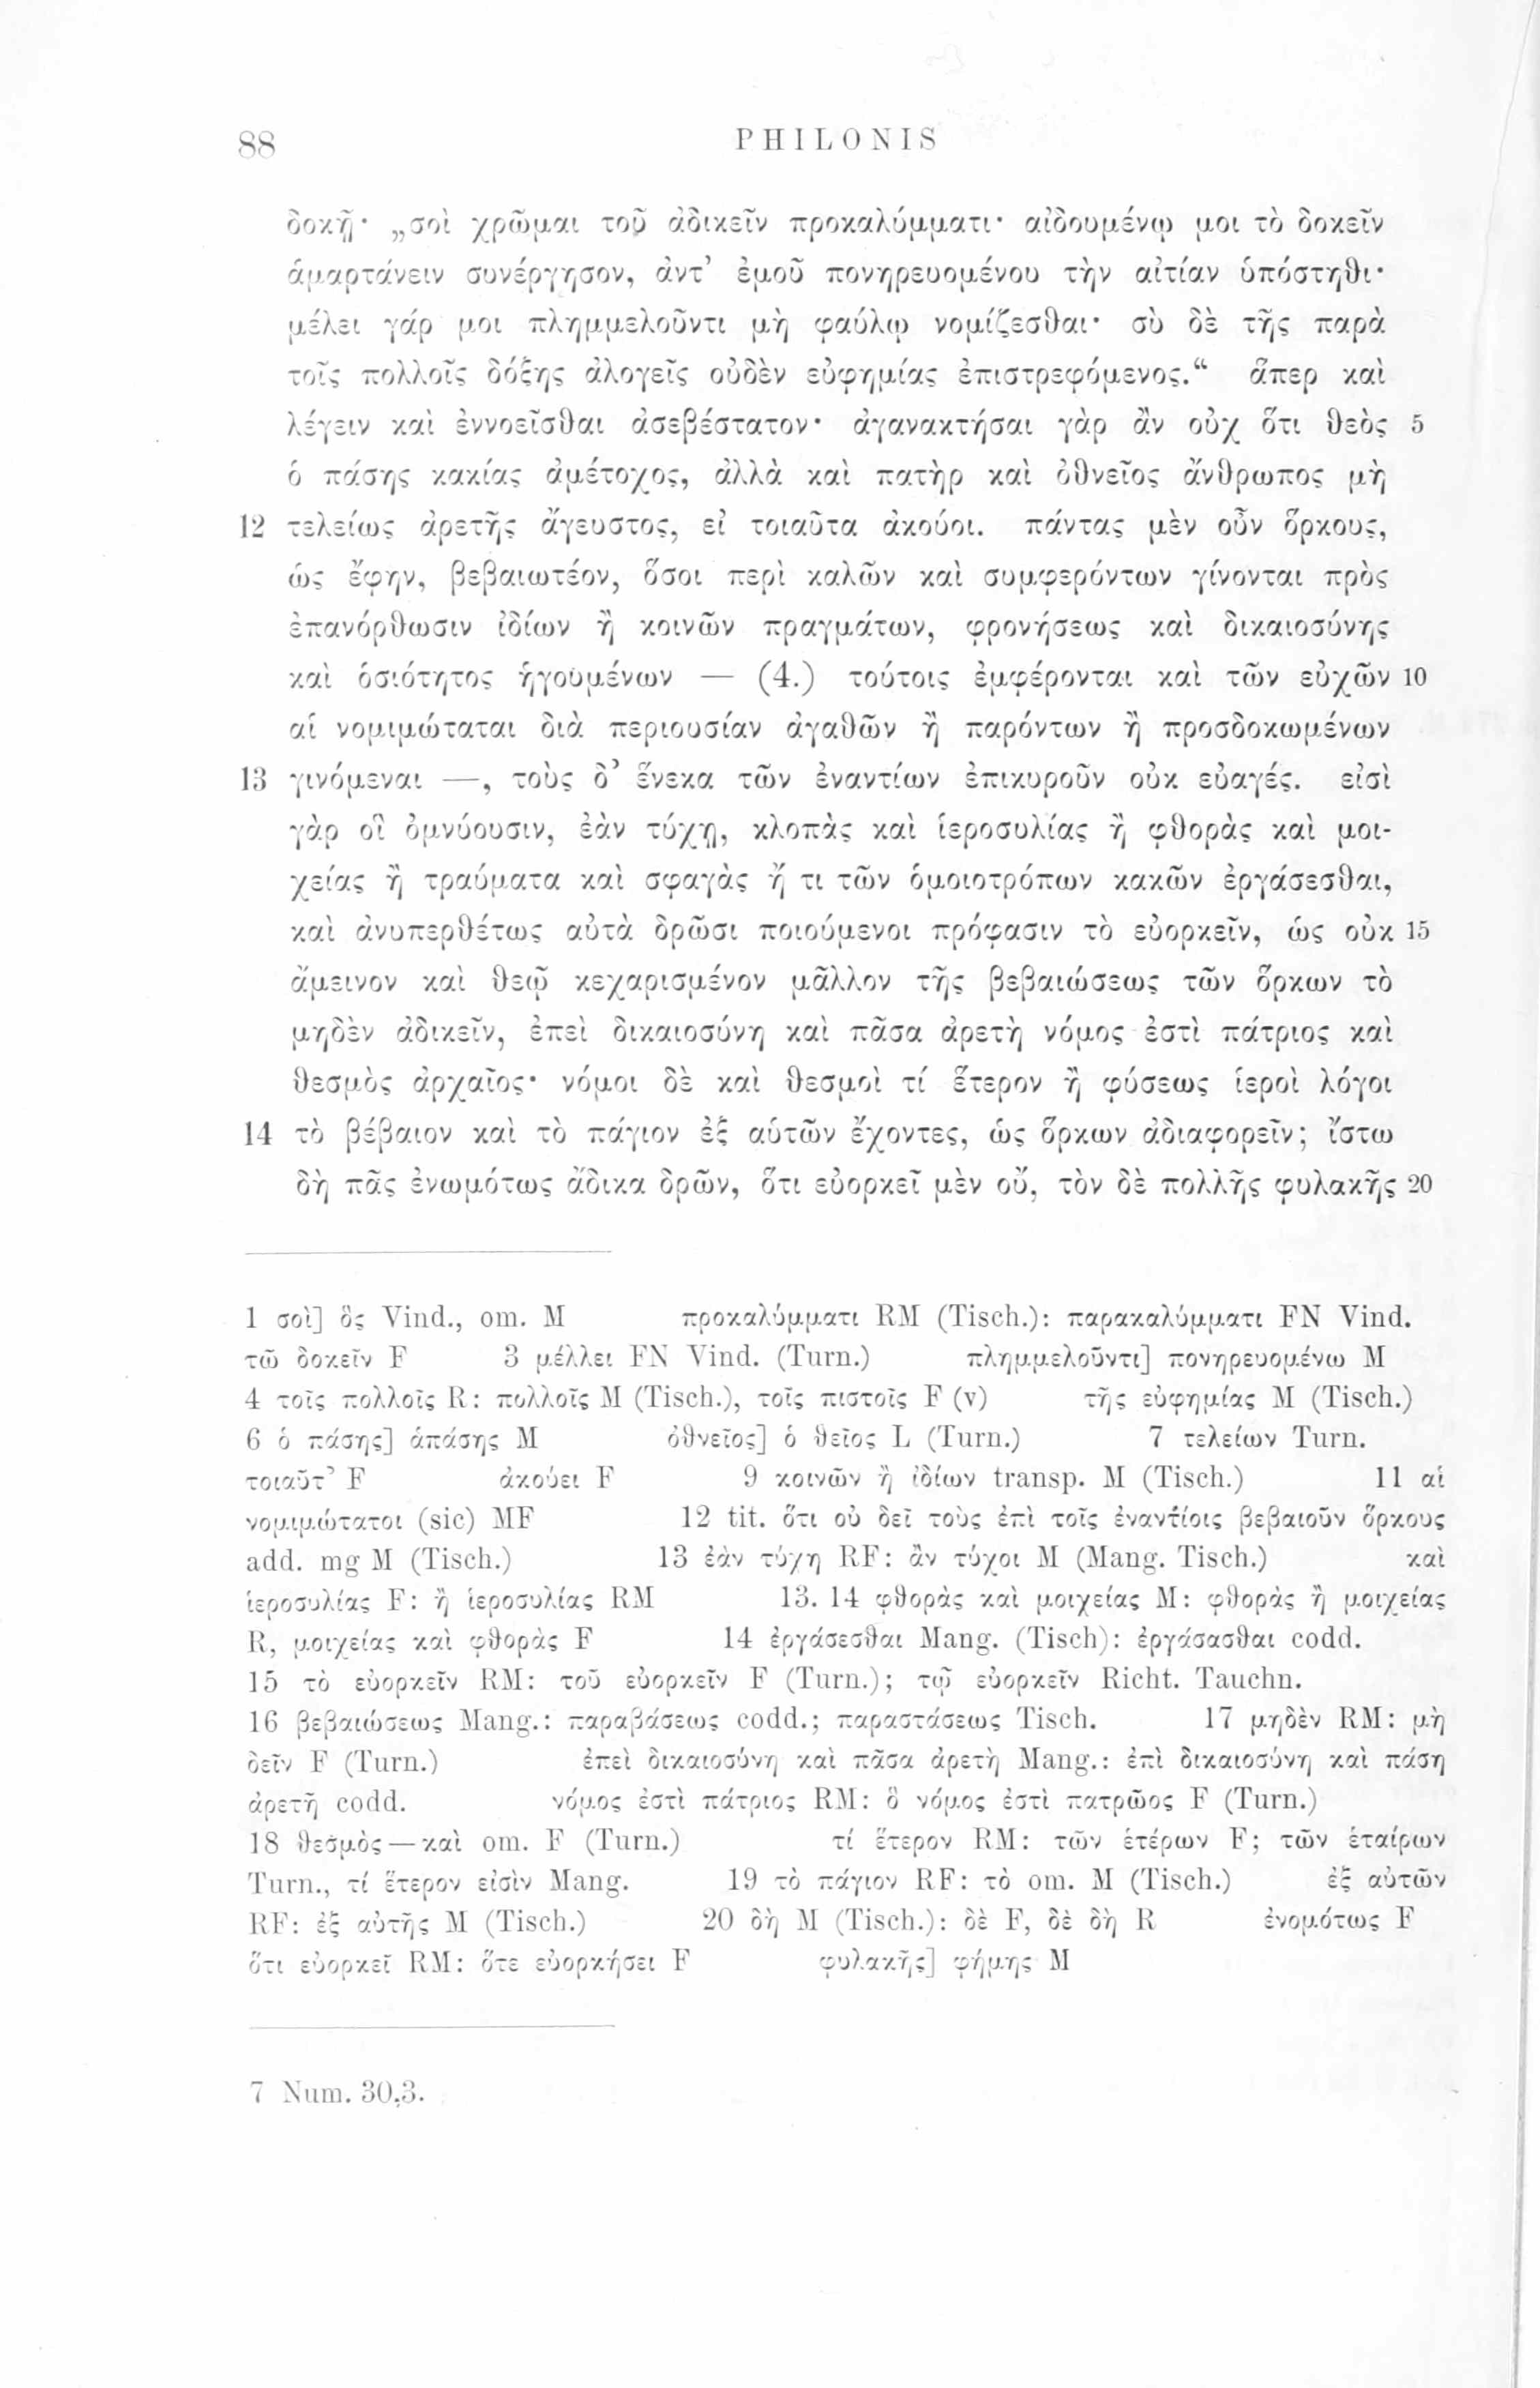 88
PHILONIS
δοκῇ· „σοὶ χρῶμαι τοῦ ἀδικεῖν προκαλύμματι· αἰδουμένῳ μοι τὸ δοκεῖν
ἁμαρτάνειν συνέργησον, ἀντ’ ἐμοῦ πονηρευομένου τὴν αἰτίαν ὑπόστηθι·
μέλει γάρ μοι πλημμελοῦντι μὴ φαύλῳ νομίζεσθαι· σὺ δὲ τῆς παρὰ
τοῖς πολλοῖς δόξης ἀλογεῖς οὐδὲν εὐφημίας ἐπιστρεφόμενος.“ ἅπερ καὶ
λέγειν καὶ ἐννοεῖσθαι ἀσεβέστατον· ἀγανακτήσαι γὰρ ἂν οὐχ ὅτι θεὸς 5
ὁ πάσης κακίας ἀμέτοχος, ἀλλὰ καὶ πατὴρ καὶ ὀθνεῖος ἄνθρωπος μὴ
12 τελείως ἀρετῆς ἄγευστος, εἰ τοιαῦτα ἀκούοι. πάντας μὲν οὖν ὅρκους,
ὡς ἔφην, βεβαιωτέον, ὅσοι περὶ καλῶν καὶ συμφερόντων γίνονται πρὸς
ἐπανόρθωσιν ἰδίων ἢ κοινῶν πραγμάτων, φρονήσεως καὶ δικαιοσύνης
καὶ ὁσιότητος ἡγουμένων — (4.) τούτοις ἐμφέρονται καὶ τῶν εὐχῶν 10
αἱ νομιμώταται διὰ περιουσίαν ἀγαθῶν ἢ παρόντων ἢ προσδοκωμένων
13 γινόμεναι —, τοὺς δ’ ἕνεκα τῶν ἐναντίων ἐπικυροῦν οὐκ εὐαγές. εἰσὶ
γὰρ οἳ ὀμνύουσιν, ἐὰν τύχῃ, κλοπὰς καὶ ἱεροσυλίας ἢ φθορὰς καὶ μοι-
χείας ἢ τραύματα καὶ σφαγὰς ἤ τι τῶν ὁμοιοτρόπων κακῶν ἐργάσεσθαι,
καὶ ἀνυπερθέτως αὐτὰ δρῶσι ποιούμενοι πρόφασιν τὸ εὐορκεῖν, ὡς οὐκ 15
ἄμεινον καὶ θεῷ κεχαρισμένον μᾶλλον τῆς βεβαιώσεως τῶν ὅρκων τὸ
μηδὲν ἀδικεῖν, ἐπεὶ δικαιοσύνη καὶ πᾶσα ἀρετὴ νόμος ἐστὶ πάτριος καὶ
θεσμὸς ἀρχαῖος· νόμοι δὲ καὶ θεσμοὶ τί ἕτερον ἢ φύσεως ἱεροὶ λόγοι
14 τὸ βέβαιον καὶ τὸ πάγιον ἐξ αὑτῶν ἔχοντες, ὡς ὅρκων ἀδιαφορεῖν; ἴστω
δὴ πᾶς ἐνωμότως ἄδικα δρῶν, ὅτι εὐορκεῖ μὲν οὔ, τὸν δὲ πολλῆς φυλακῆς 20
1 σοὶ] ὃς Vind., om. M προκαλύμματι RM (Tisch.): παρακαλύμματι FN Vind.
τῶ δοκεῖν F 3 μέλλει FN Vind. (Turn.) πλημμελοῦντι] πονηρευομένω M
4 τοῖς πολλοῖς R: πολλοῖς M (Tisch.), τοῖς πιστοῖς F (v) τῆς εὐφημίας M (Tisch.)
6 ὁ πάσης] ἁπάσης M ὀθνεῖος] ὁ θεῖος L (Turn.) 7 τελείων Turn.
τοιαῦτ’ F ἀκούει F 9 κοινῶν ἢ ἰδίων transp. M (Tisch.) 11 αἱ
νομιμώτατοι (sic) MF 12 tit. ὅτι οὐ δεῖ τοὺς ἐπὶ τοῖς ἐναντίοις βεβαιοῦν ὅρκους
add. mg M (Tisch.) 13 ἐὰν τύχη RF: ἂν τύχοι M (Mang. Tisch.) καὶ
ἱεροσυλίας F: ἢ ἱεροσυλίας RM 13. 14 φθορὰς καὶ μοιχείας M: φθορὰς ἢ μοιχείας
R, μοιχείας καὶ φθορὰς F 14 ἐργάσεσθαι Mang. (Tisch): ἐργάσασθαι codd.
15 τὸ εὐορκεῖν RM: τοῦ εὐορκεῖν F (Turn.); τῷ εὐορκεῖν Richt. Tauchn.
16 βεβαιώσεως Mang.: παραβάσεως codd.; παραστάσεως Tisch. 17 μηδὲν RM: μὴ
δεῖν F (Turn.) ἐπεὶ δικαιοσύνη καὶ πᾶσα ἀρετὴ Mang.: ἐπὶ δικαιοσύνη καὶ πάση
ἀρετῆ codd. νόμος ἐστὶ πάτριος RM: ὃ νόμος ἐστὶ πατρῶος F (Turn.)
18 θεσμὸς — καὶ om. F (Turn.) τί ἕτερον RM: τῶν ἑτέρων F; τῶν ἑταίρων
Turn., τί ἕτερον εἰσὶν Mang. 19 τὸ πάγιον RF: τὸ om. M (Tisch.) ἐξ αὐτῶν
RF: ἐξ αὐτῆς M (Tisch.) 20 δὴ M (Tisch.): δὲ F, δὲ δὴ R ἐνομότως F
ὅτι εὐορκεῖ RM: ὅτε εὐορκήσει F φυλακῆς] φήμης M
7 Num. 30,3.